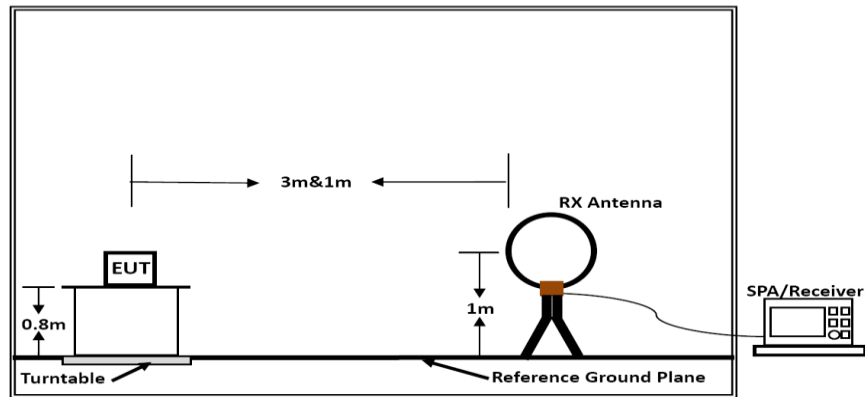 3m&1m
RX Antenna
EUT
SPA/Receiver
0.8m
1m
Turntable
Reference Ground Plane